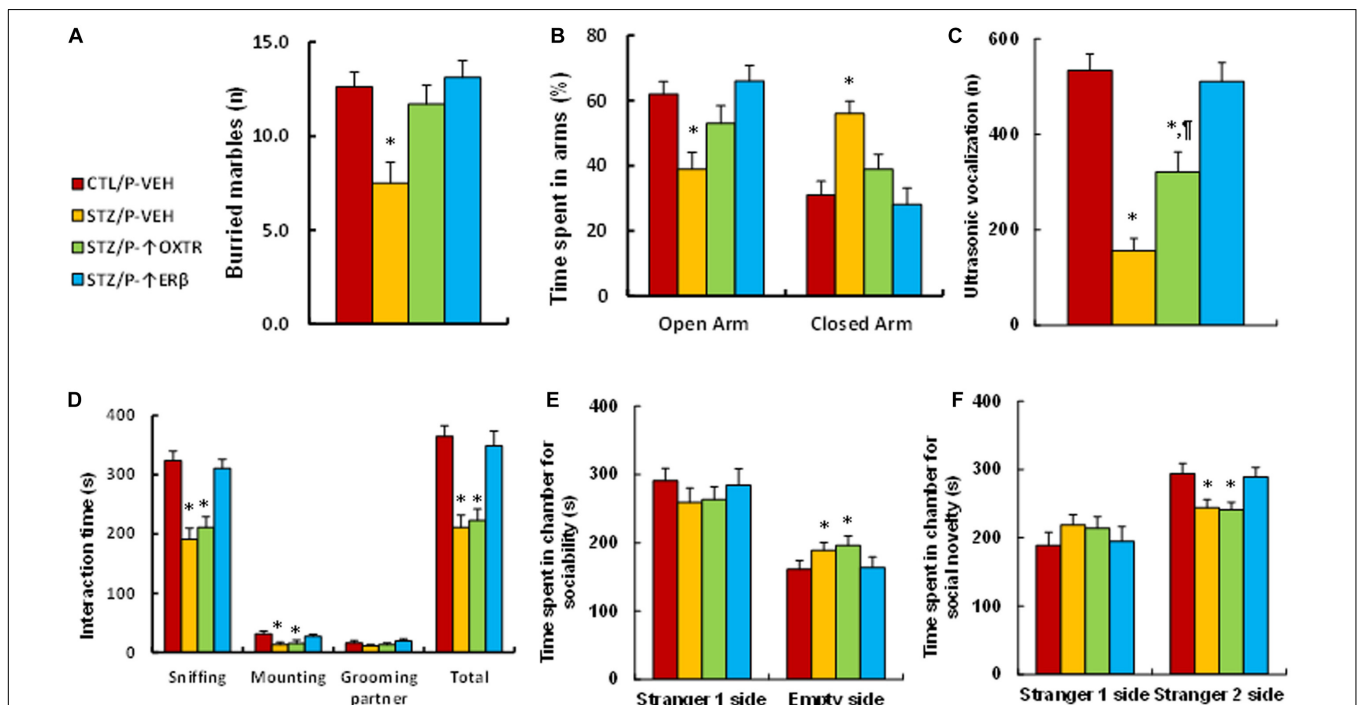 A
Burried marbles (n)
15.0
10.0
5.0
0.0
*
CTL/P-VEH
STZ/P-VEH
STZ/P-↑OXTR
STZ/P-↑ERβ
B
Time spent in arms (%)
80
60
40
20
0
*
*
Open Arm
Closed Arm
C
Ultrasonic vocalization (n)
600
400
200
0
*
*,¶
D
Interaction time (s)
400
300
200
100
0
* *
* *
* *
Sniffing
Mounting
Grooming
partner
Total
E
Time spent in chamber for
sociability (s)
400
300
200
100
0
* *
Stranger 1 side
Empty side
F
Time spent in chamber for
social novelty (s)
400
300
200
100
0
* *
Stranger 1 side
Stranger 2 side